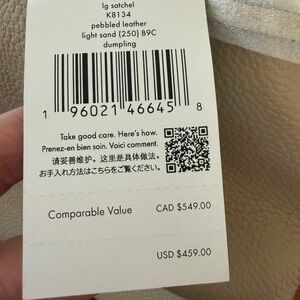 lg satchel
K8134
pebbled leather
light sand (250) B9C
dumpling
1 96021 46645 8
Take good care. Here's how.
Prenez-en bien soin. Voici comment.
请妥善维护。这里是具体做法。
お手入れ方法はこちらをご覧ください。
Comparable Value CAD $549.00
USD $459.00